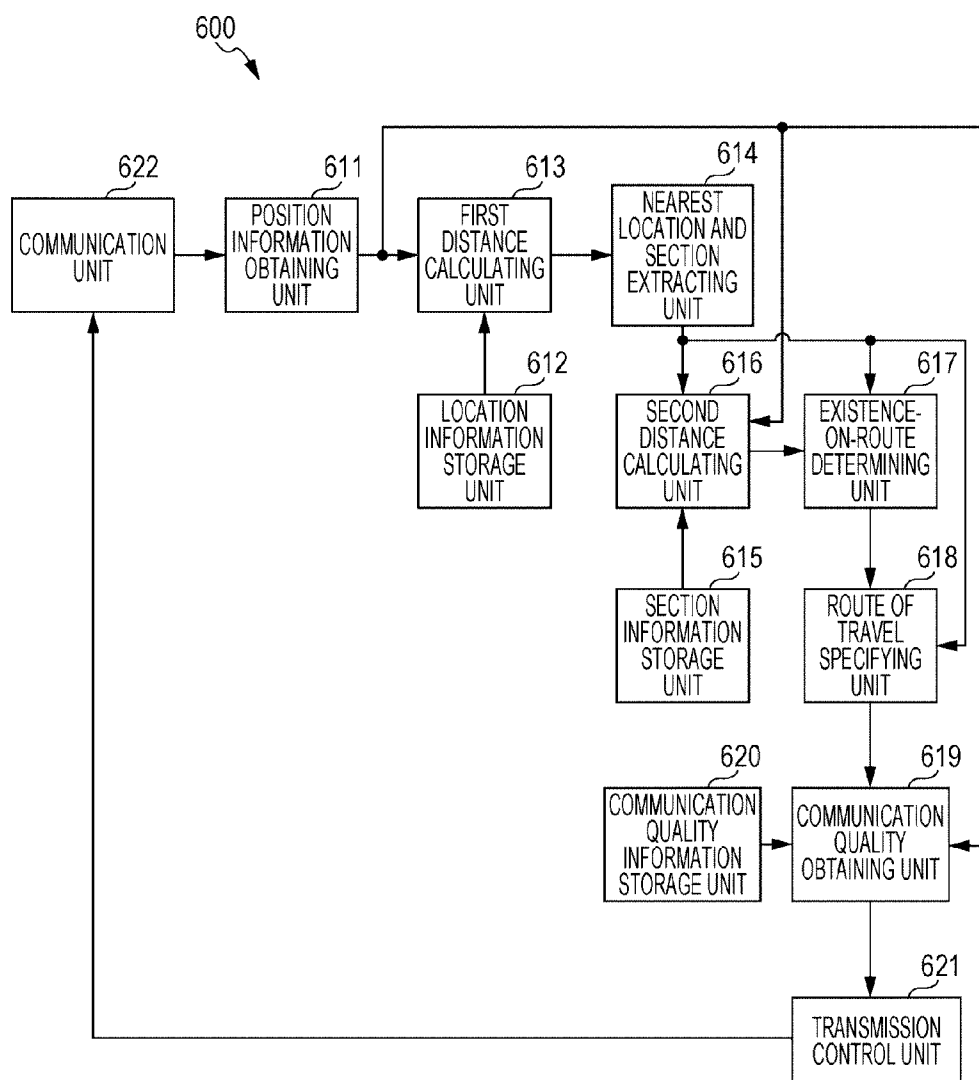 600
622
COMMUNICATION
UNIT
611
POSITION
INFORMATION
OBTAINING
UNIT
613
FIRST
DISTANCE
CALCULATING
UNIT
614
NEAREST
LOCATION AND
SECTION
EXTRACTING
UNIT
612
LOCATION
INFORMATION
STORAGE
UNIT
616
SECOND
DISTANCE
CALCULATING
UNIT
617
EXISTENCE-
ON-ROUTE
DETERMINING
UNIT
615
SECTION
INFORMATION
STORAGE
UNIT
618
ROUTE OF
TRAVEL
SPECIFYING
UNIT
620
COMMUNICATION
QUALITY
INFORMATION
STORAGE UNIT
619
COMMUNICATION
QUALITY
OBTAINING UNIT
621
TRANSMISSION
CONTROL UNIT